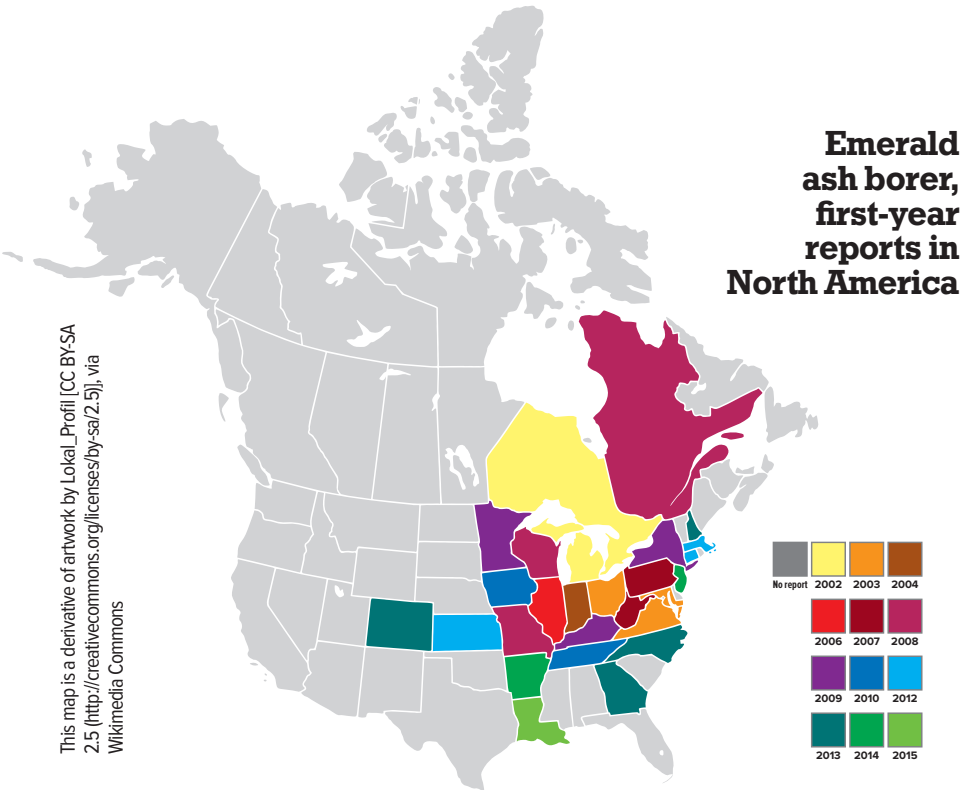 Emerald
ash borer,
first-year
reports in
North America
This map is a derivative of artwork by Lokal_Profil [CC BY-SA
2.5 (http://creativecommons.org/licenses/by-sa/2.5)], via
Wikimedia Commons
No report 2002 2003 2004
2006 2007 2008
2009 2010 2012
2013 2014 2015